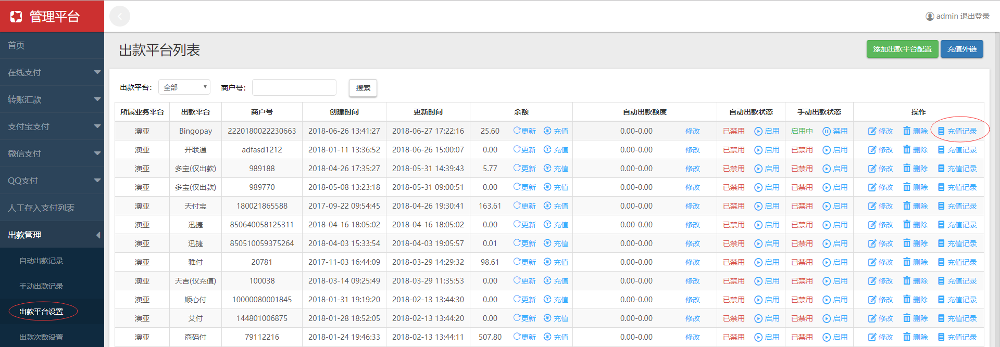 管理平台
admin 退出登录
首页
在线支付
转账汇款
支付宝支付
微信支付
QQ支付
人工存入支付列表
出款管理
自动出款记录
手动出款记录
出款平台设置
出款次数设置
出款平台列表
添加出款平台配置 充值外链
出款平台： 全部 商户号： 搜索
所属业务平台 出款平台 商户号 创建时间 更新时间 余额 自动出款额度 自动出款状态 手动出款状态 操作
澳亚 Bingopay 2220180022230663 2018-06-26 13:41:27 2018-06-27 17:22:16 25.60 更新 充值 0.00-0.00 修改 已禁用 启用 启用中 禁用 修改 删除 充值记录
澳亚 开联通 adfasd1212 2018-01-11 13:36:52 2018-06-26 15:00:07 0.00 更新 充值 0.00-0.00 修改 已禁用 启用 已禁用 启用 修改 删除 充值记录
澳亚 多宝(仅出款) 989188 2018-04-26 17:35:27 2018-05-31 14:39:43 5.77 更新 充值 0.00-0.00 修改 已禁用 启用 已禁用 启用 修改 删除 充值记录
澳亚 多宝(仅出款) 989770 2018-05-08 13:23:18 2018-05-31 09:00:51 0.00 更新 充值 0.00-0.00 修改 已禁用 启用 已禁用 启用 修改 删除 充值记录
澳亚 天付宝 180021865588 2017-09-22 09:54:45 2018-04-26 19:30:41 163.61 更新 充值 0.00-0.00 修改 已禁用 启用 已禁用 启用 修改 删除 充值记录
澳亚 迅捷 850640058125311 2018-04-16 18:05:02 2018-04-16 18:05:02 0.00 更新 充值 0.00-0.00 修改 已禁用 启用 已禁用 启用 修改 删除 充值记录
澳亚 迅捷 850510059375264 2018-04-03 15:33:54 2018-04-03 19:05:57 0.01 更新 充值 0.00-0.00 修改 已禁用 启用 已禁用 启用 修改 删除 充值记录
澳亚 雅付 20781 2017-11-03 16:44:09 2018-03-29 14:29:32 98.61 更新 充值 0.00-0.00 修改 已禁用 启用 已禁用 启用 修改 删除 充值记录
澳亚 天吉(仅充值) 100038 2018-03-14 09:25:49 2018-03-29 11:35:53 0.00 更新 充值 0.00-0.00 修改 已禁用 启用 已禁用 启用 修改 删除 充值记录
澳亚 顺心付 10000080001845 2018-01-31 19:19:20 2018-02-13 13:44:30 0.00 更新 充值 0.00-0.00 修改 已禁用 启用 已禁用 启用 修改 删除 充值记录
澳亚 艾付 144801006875 2018-01-28 18:52:05 2018-02-13 13:44:20 0.00 更新 充值 0.00-0.00 修改 已禁用 启用 已禁用 启用 修改 删除 充值记录
澳亚 商码付 79112216 2018-01-24 19:46:33 2018-02-13 13:44:11 507.80 更新 充值 0.00-0.00 修改 已禁用 启用 已禁用 启用 修改 删除 充值记录